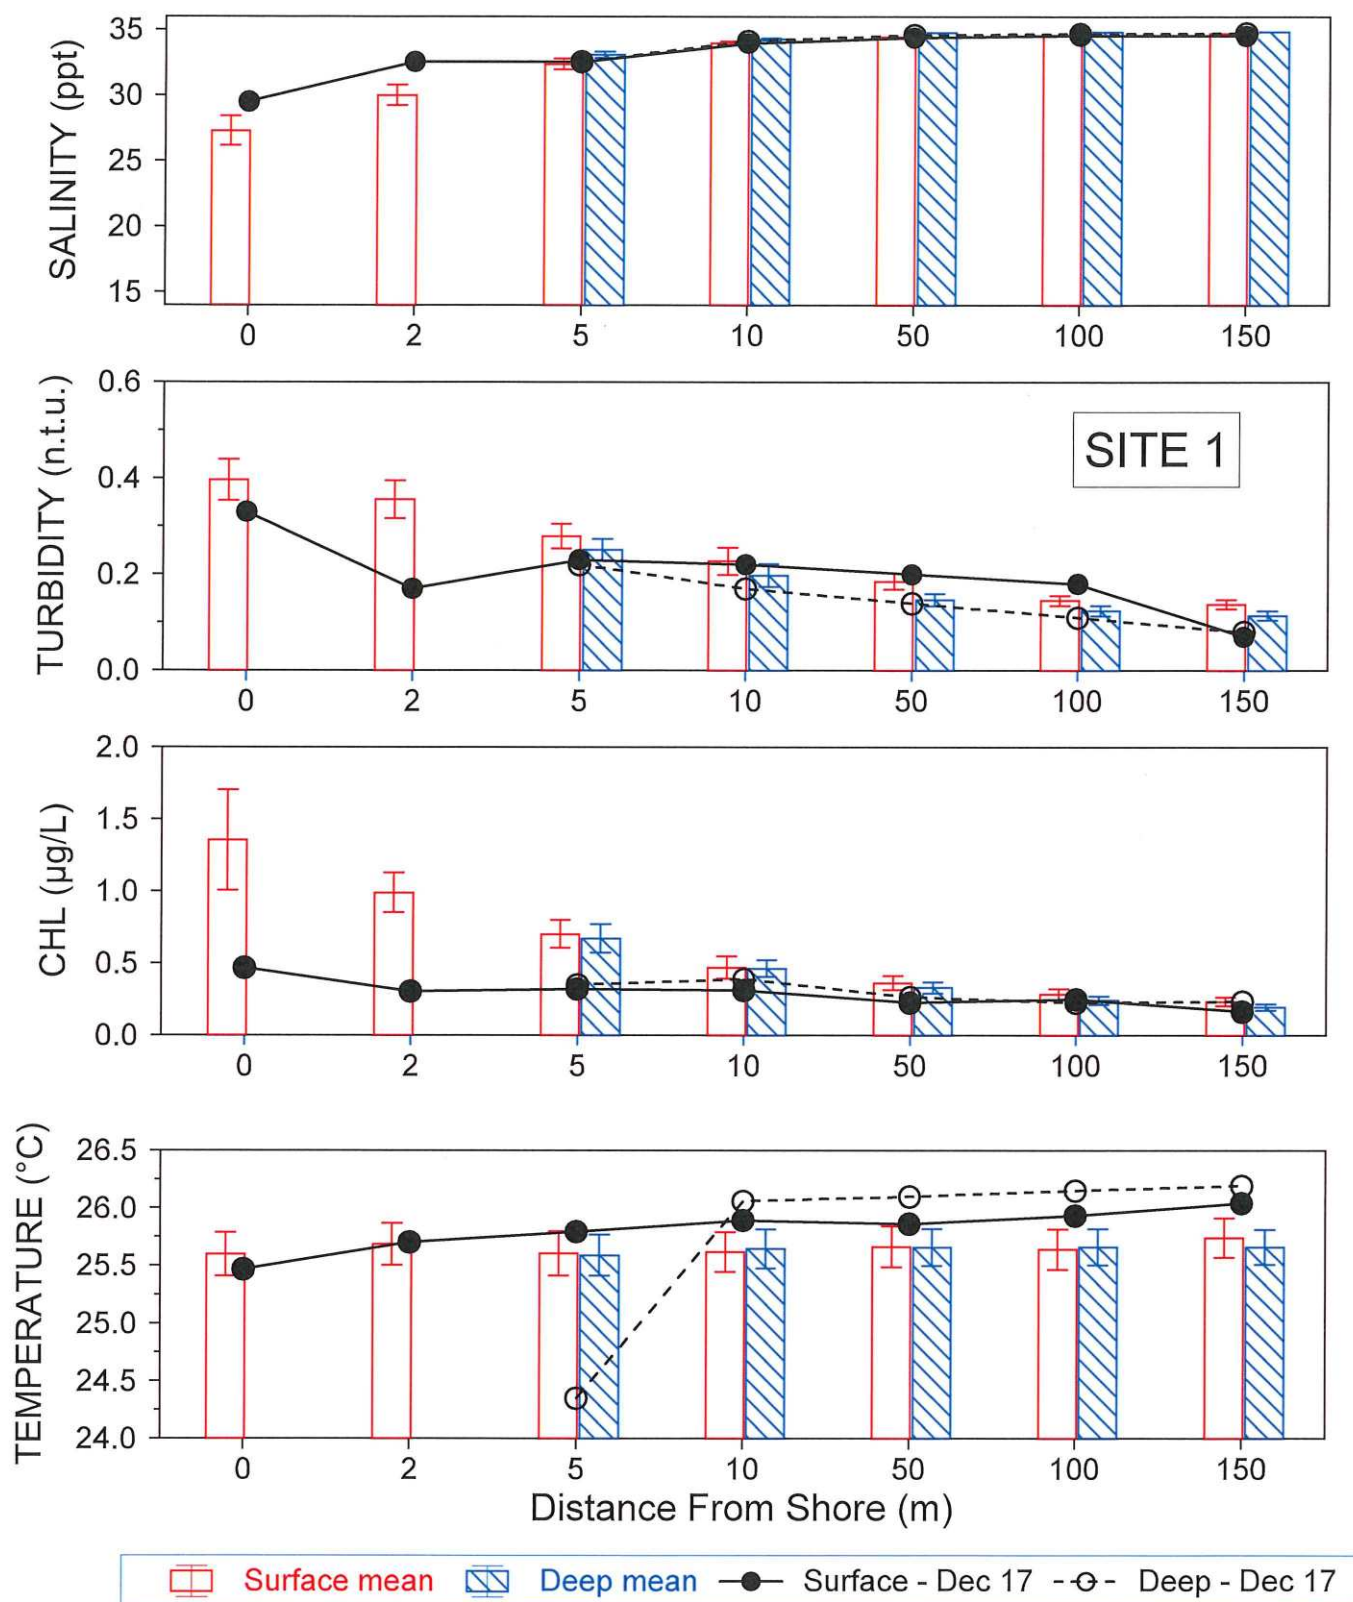 SALINITY (ppt)
35
30
25
20
15
0 2 5 10 50 100 150
TURBIDITY (n.t.u.)
0.6
0.4
0.2
0.0
SITE 1
0 2 5 10 50 100 150
CHL (µg/L)
2.0
1.5
1.0
0.5
0.0
0 2 5 10 50 100 150
TEMPERATURE (°C)
26.5
26.0
25.5
25.0
24.5
24.0
0 2 5 10 50 100 150
Distance From Shore (m)
Surface mean Deep mean Surface - Dec 17 Deep - Dec 17